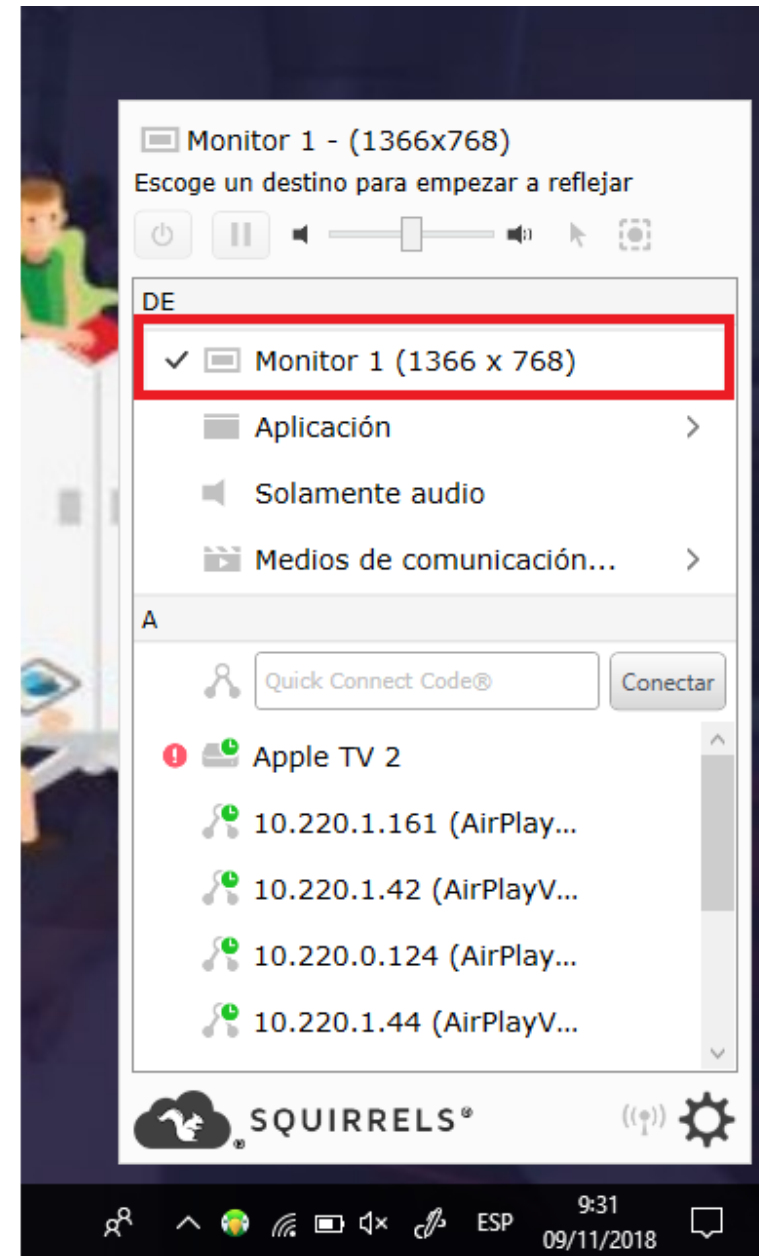 Monitor 1 - (1366x768)
Escoge un destino para empezar a reflejar
DE
Monitor 1 (1366 x 768)
Aplicación
Solamente audio
Medios de comunicación...
A
Quick Connect Code®
Conectar
Apple TV 2
10.220.1.161 (AirPlay...
10.220.1.42 (AirPlayV...
10.220.0.124 (AirPlay...
10.220.1.44 (AirPlayV...
SQUIRRELS®
ESP
9:31
09/11/2018